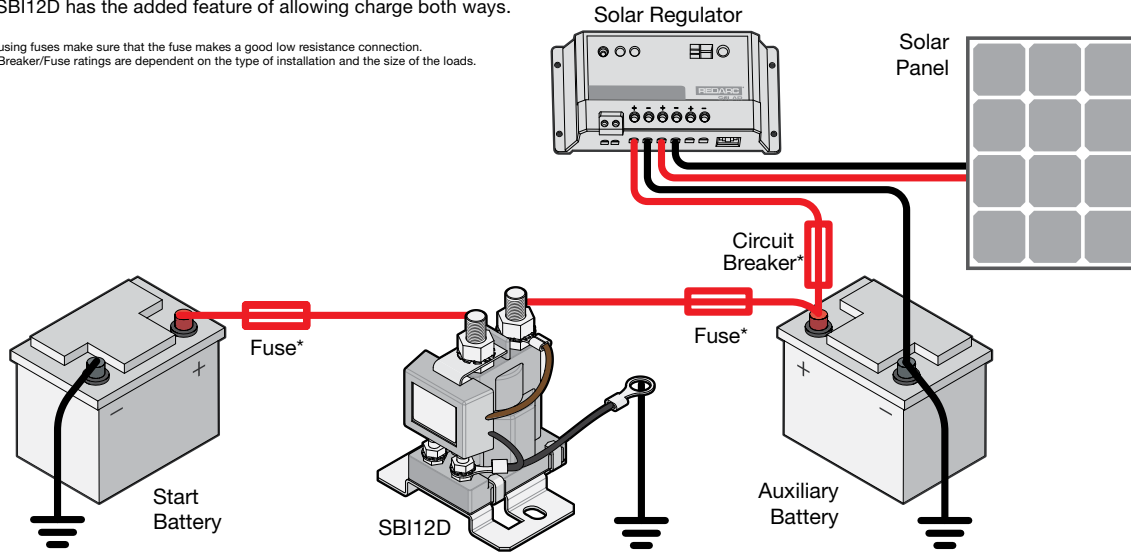 SBI12D has the added feature of allowing charge both ways.
using fuses make sure that the fuse makes a good low resistance connection.
Breaker/Fuse ratings are dependent on the type of installation and the size of the loads.
Solar Regulator
Solar
Panel
REDARC
SOLAR
+ - + - + -
Circuit
Breaker*
Fuse*
Fuse*
+
-
+
-
Start
Battery
SBI12D
Auxiliary
Battery